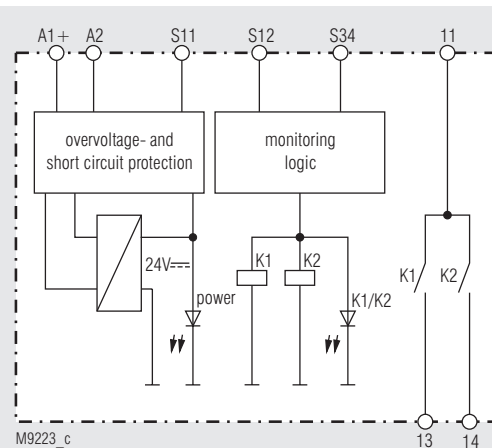 A1+ A2 S11 S12 S34 11
overvoltage- and
short circuit protection
monitoring
logic
24V⎓
K1 K2
K1 K2
power K1/K2
M9223_c
13 14